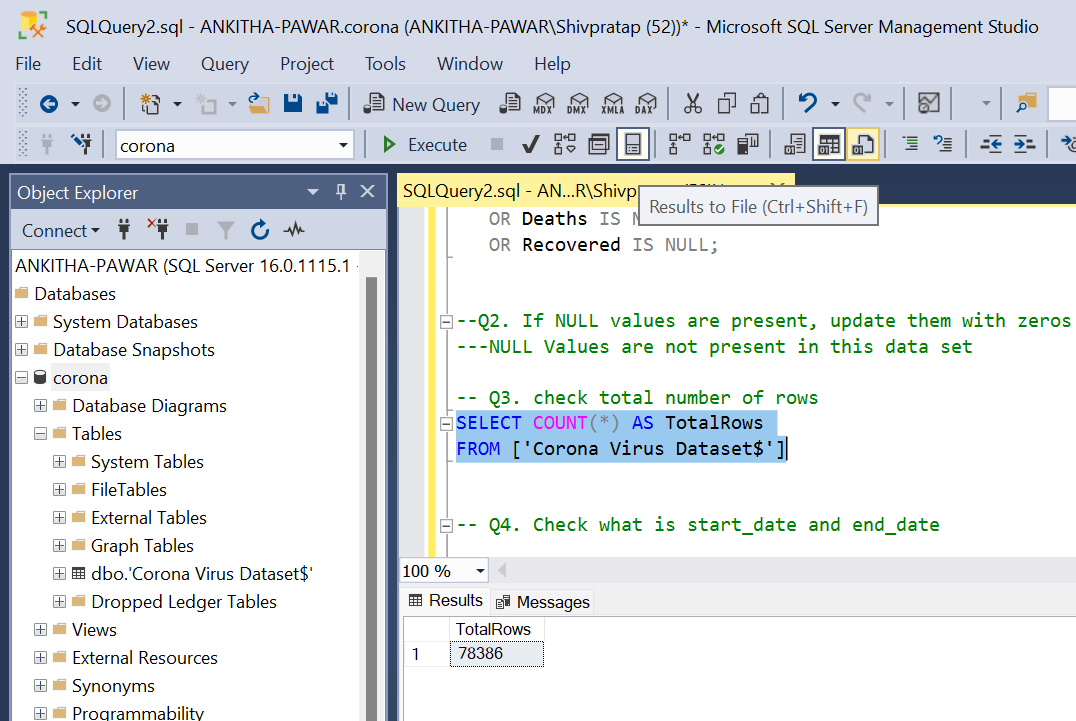 SQLQuery2.sql - ANKITHA-PAWAR.corona (ANKITHA-PAWAR\Shivpratap (52))* - Microsoft SQL Server Management Studio
File Edit View Query Project Tools Window Help
New Query MDX DMX XMLA DAX
corona Execute
Object Explorer
Connect
ANKITHA-PAWAR (SQL Server 16.0.1115.1 -
Databases
System Databases
Database Snapshots
corona
Database Diagrams
Tables
System Tables
FileTables
External Tables
Graph Tables
dbo.'Corona Virus Dataset$'
Dropped Ledger Tables
Views
External Resources
Synonyms
Programmability
SQLQuery2.sql - AN...R\Shivp
Results to File (Ctrl+Shift+F)
OR Deaths IS N
OR Recovered IS NULL;
--Q2. If NULL values are present, update them with zeros
---NULL Values are not present in this data set
-- Q3. check total number of rows
SELECT COUNT(*) AS TotalRows
FROM ['Corona Virus Dataset$']
-- Q4. Check what is start_date and end_date
100 %
Results Messages
TotalRows
1 78386